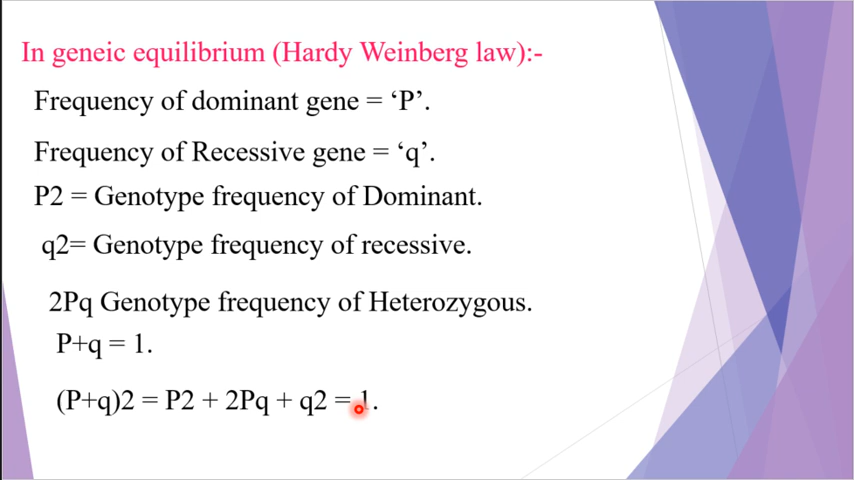 In geneic equilibrium (Hardy Weinberg law):-
Frequency of dominant gene = ‘P’.
Frequency of Recessive gene = ‘q’.
P2 = Genotype frequency of Dominant.
q2= Genotype frequency of recessive.
2Pq Genotype frequency of Heterozygous.
P+q = 1.
(P+q)2 = P2 + 2Pq + q2 = 1.